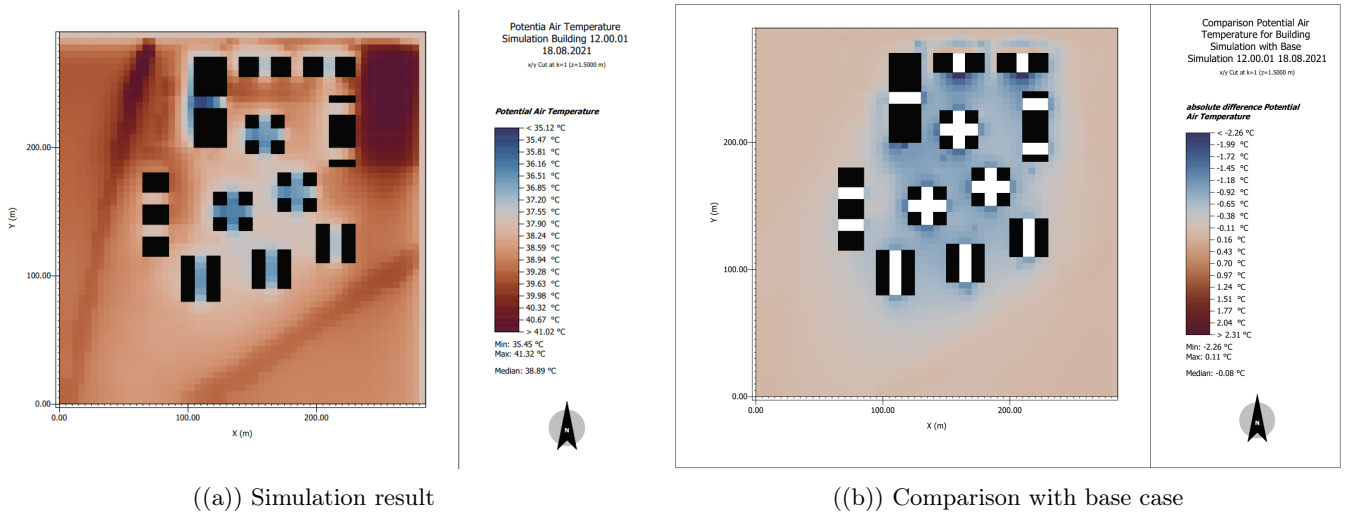 Potentia Air Temperature
Simulation Building 12.00.01
18.08.2021
x/y Cut at k=1 (z=1.5000 m)
Potential Air Temperature
< 35.12 °C
35.47 °C
35.81 °C
36.16 °C
36.51 °C
36.85 °C
37.20 °C
37.55 °C
37.90 °C
38.24 °C
38.59 °C
38.94 °C
39.28 °C
39.63 °C
39.98 °C
40.32 °C
40.67 °C
> 41.02 °C
Min: 35.45 °C
Max: 41.32 °C
Median: 38.89 °C
N
200.00
100.00
0.00
Y (m)
0.00
100.00
200.00
X (m)
((a)) Simulation result
Comparison Potential Air
Temperature for Building
Simulation with Base
Simulation 12.00.01 18.08.2021
x/y Cut at k=1 (z=1.5000 m)
absolute difference Potential
Air Temperature
< -2.26 °C
-1.99 °C
-1.72 °C
-1.45 °C
-1.18 °C
-0.92 °C
-0.65 °C
-0.38 °C
-0.11 °C
0.16 °C
0.43 °C
0.70 °C
0.97 °C
1.24 °C
1.51 °C
1.77 °C
2.04 °C
> 2.31 °C
Min: -2.26 °C
Max: 0.11 °C
Median: -0.08 °C
N
200.00
100.00
0.00
Y (m)
0.00
100.00
200.00
X (m)
((b)) Comparison with base case